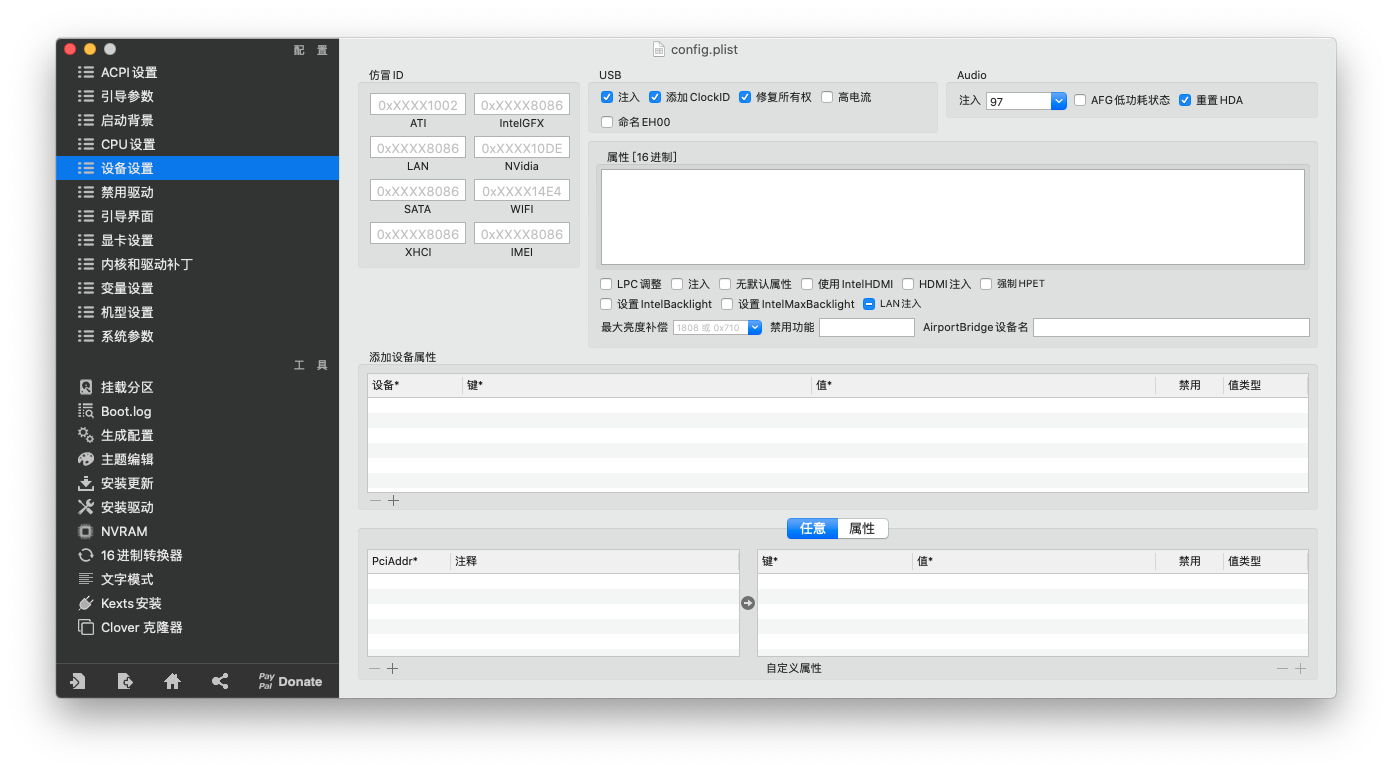 config.plist
配 置
ACPI 设置
引导参数
启动背景
CPU 设置
设备设置
禁用驱动
引导界面
显卡设置
内核和驱动补丁
变量设置
机型设置
系统参数
工 具
挂载分区
Boot.log
生成配置
主题编辑
安装更新
安装驱动
NVRAM
16 进制转换器
文字模式
Kexts 安装
Clover 克隆器
Pay Pal Donate
仿冒 ID
0xXXXX1002 0xXXXX8086
ATI IntelGFX
0xXXXX8086 0xXXXX10DE
LAN NVidia
0xXXXX8086 0xXXXX14E4
SATA WIFI
0xXXXX8086 0xXXXX8086
XHCI IMEI
USB
注入 添加 ClockID 修复所有权 高电流
命名 EH00
Audio
注入 97 AFG 低功耗状态 重置 HDA
属性 [16 进制]
LPC 调整 注入 无默认属性 使用 IntelHDMI HDMI 注入 强制 HPET
设置 IntelBacklight 设置 IntelMaxBacklight LAN 注入
最大亮度补偿 1808 或 0x710 禁用功能 AirportBridge 设备名
添加设备属性
设备* 键* 值* 禁用 值类型
任意 属性
PciAddr* 注释
键* 值* 禁用 值类型
自定义属性